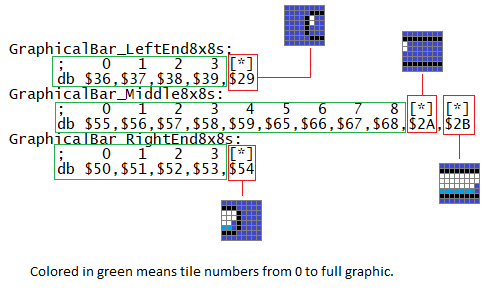 GraphicalBar_LeftEnd8x8s:
; 0 1 2 3 [*]
db $36,$37,$38,$39,$29
GraphicalBar_Middle8x8s:
; 0 1 2 3 4 5 6 7 8 [*] [*]
db $55,$56,$57,$58,$59,$65,$66,$67,$68,$2A,$2B
GraphicalBar_RightEnd8x8s:
; 0 1 2 3 [*]
db $50,$51,$52,$53,$54
Colored in green means tile numbers from 0 to full graphic.